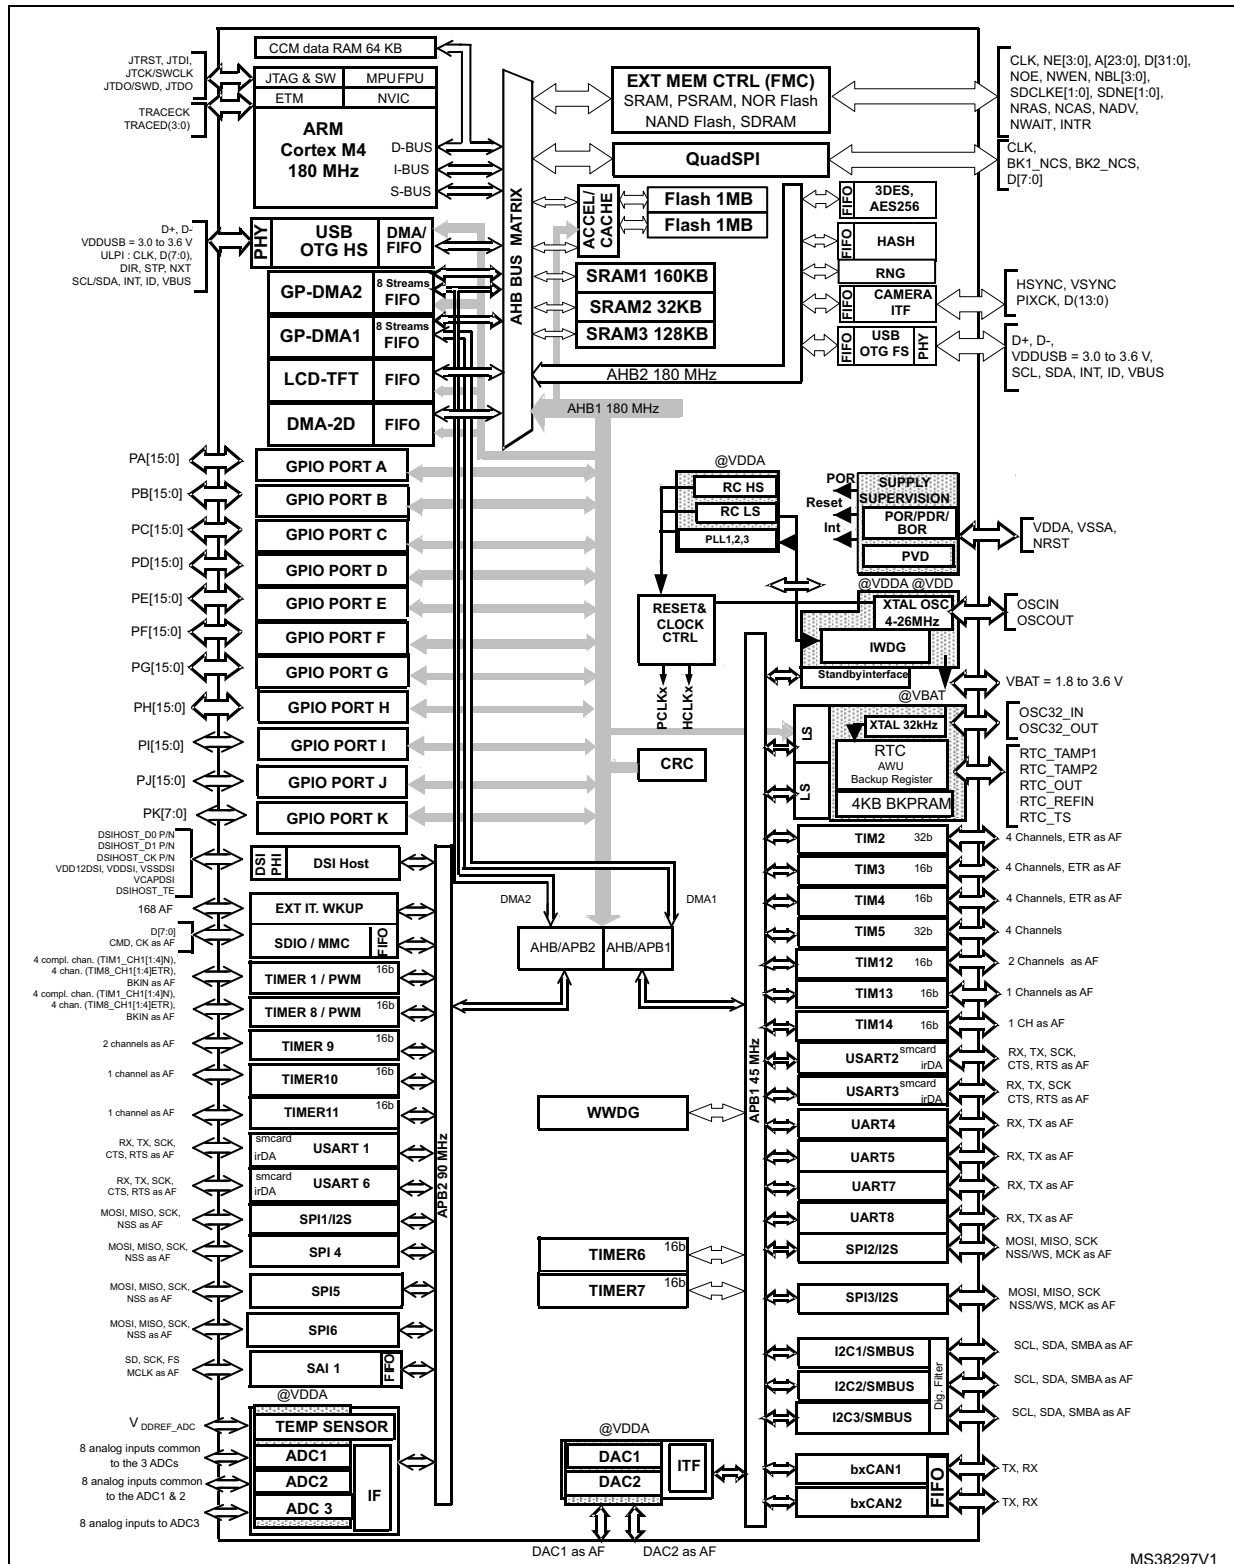 CCM data RAM 64 KB
JTRST, JTDI,
JTCK/SWCLK
JTDO/SWD, JTDO
TRACECK
TRACED(3:0)
JTAG & SW
MPU FPU
ETM
NVIC
ARM
Cortex M4
180 MHz
D-BUS
I-BUS
S-BUS
AHB BUS MATRIX
EXT MEM CTRL (FMC)
SRAM, PSRAM, NOR Flash
NAND Flash, SDRAM
CLK, NE[3:0], A[23:0], D[31:0],
NOE, NWEN, NBL[3:0],
SDCLKE[1:0], SDNE[1:0],
NRAS, NCAS, NADV,
NWAIT, INTR
QuadSPI
CLK,
BK1_NCS, BK2_NCS,
D[7:0]
ACCEL/
CACHE
Flash 1MB
Flash 1MB
SRAM1 160KB
SRAM2 32KB
SRAM3 128KB
AHB2 180 MHz
AHB1 180 MHz
FIFO
3DES,
AES256
FIFO
HASH
RNG
FIFO
CAMERA
ITF
HSYNC, VSYNC
PIXCK, D(13:0)
FIFO
USB
OTG FS
PHY
D+, D-,
VDDUSB = 3.0 to 3.6 V,
SCL, SDA, INT, ID, VBUS
D+, D-
VDDUSB = 3.0 to 3.6 V
ULPI : CLK, D(7:0),
DIR, STP, NXT
SCL/SDA, INT, ID, VBUS
PHY
USB
OTG HS
DMA/
FIFO
GP-DMA2
8 Streams
FIFO
GP-DMA1
8 Streams
FIFO
LCD-TFT
FIFO
DMA-2D
FIFO
PA[15:0]
GPIO PORT A
PB[15:0]
GPIO PORT B
PC[15:0]
GPIO PORT C
PD[15:0]
GPIO PORT D
PE[15:0]
GPIO PORT E
PF[15:0]
GPIO PORT F
PG[15:0]
GPIO PORT G
PH[15:0]
GPIO PORT H
PI[15:0]
GPIO PORT I
PJ[15:0]
GPIO PORT J
PK[7:0]
GPIO PORT K
@VDDA
RC HS
RC LS
PLL1,2,3
POR
Reset
Int
SUPPLY
SUPERVISION
POR/PDR/
BOR
PVD
VDDA, VSSA,
NRST
@VDDA @VDD
RESET&
CLOCK
CTRL
XTAL OSC
4-26MHz
IWDG
OSCIN
OSCOUT
Standbyinterface
@VBAT
VBAT = 1.8 to 3.6 V
PCLKx
HCLKx
LS
LS
XTAL 32kHz
OSC32_IN
OSC32_OUT
CRC
RTC
AWU
Backup Register
4KB BKPRAM
RTC_TAMP1
RTC_TAMP2
RTC_OUT
RTC_REFIN
RTC_TS
DSIHOST_D0 P/N
DSIHOST_D1 P/N
DSIHOST_CK P/N
VDD12DSI, VDDSI, VSSDSI
VCAPDSI
DSIHOST_TE
DSI
PHI
DSI Host
168 AF
EXT IT. WKUP
D[7:0]
CMD, CK as AF
SDIO / MMC
FIFO
4 compl. chan. (TIM1_CH1[1:4]N),
4 chan. (TIM8_CH1[1:4]ETR),
BKIN as AF
TIMER 1 / PWM
16b
4 compl. chan. (TIM1_CH1[1:4]N),
4 chan. (TIM8_CH1[1:4]ETR),
BKIN as AF
TIMER 8 / PWM
16b
2 channels as AF
TIMER 9
16b
1 channel as AF
TIMER10
16b
1 channel as AF
TIMER11
16b
RX, TX, SCK,
CTS, RTS as AF
smcard
irDA
USART 1
RX, TX, SCK,
CTS, RTS as AF
smcard
irDA
USART 6
MOSI, MISO, SCK,
NSS as AF
SPI1/I2S
MOSI, MISO, SCK,
NSS as AF
SPI 4
MOSI, MISO, SCK,
NSS as AF
SPI5
MOSI, MISO, SCK,
NSS as AF
SPI6
SD, SCK, FS
MCLK as AF
SAI 1
FIFO
@VDDA
V DDREF_ADC
TEMP SENSOR
8 analog inputs common
to the 3 ADCs
ADC1
8 analog inputs common
to the ADC1 & 2
ADC2
8 analog inputs to ADC3
ADC 3
IF
APB2 90 MHz
DMA2
DMA1
AHB/APB2
AHB/APB1
WWDG
TIMER6
16b
TIMER7
16b
@VDDA
DAC1
DAC2
ITF
DAC1 as AF
DAC2 as AF
APB1 45 MHz
TIM2
32b
4 Channels, ETR as AF
TIM3
16b
4 Channels, ETR as AF
TIM4
16b
4 Channels, ETR as AF
TIM5
32b
4 Channels
TIM12
16b
2 Channels as AF
TIM13
16b
1 Channels as AF
TIM14
16b
1 CH as AF
USART2
smcard
irDA
RX, TX, SCK,
CTS, RTS as AF
USART3
smcard
irDA
RX, TX, SCK
CTS, RTS as AF
UART4
RX, TX as AF
UART5
RX, TX as AF
UART7
RX, TX as AF
UART8
RX, TX as AF
SPI2/I2S
MOSI, MISO, SCK
NSS/WS, MCK as AF
SPI3/I2S
MOSI, MISO, SCK
NSS/WS, MCK as AF
I2C1/SMBUS
SCL, SDA, SMBA as AF
I2C2/SMBUS
SCL, SDA, SMBA as AF
I2C3/SMBUS
SCL, SDA, SMBA as AF
Dig. Filter
bxCAN1
TX, RX
bxCAN2
TX, RX
FIFO
MS38297V1